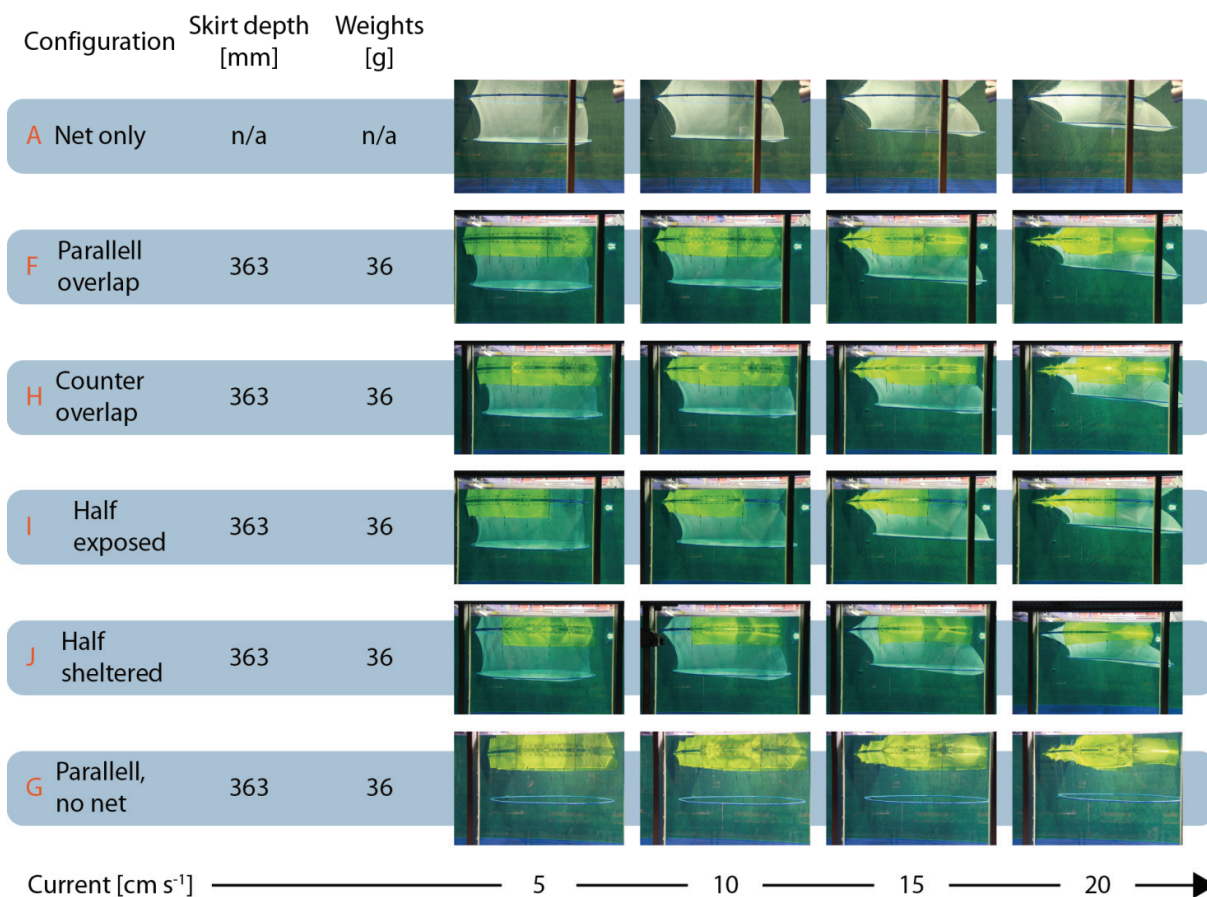 Configuration Skirt depth [mm] Weights [g]
A Net only n/a n/a
F Parallell overlap 363 36
H Counter overlap 363 36
I Half exposed 363 36
J Half sheltered 363 36
G Parallell, no net 363 36
Current [cm s⁻¹] 5 10 15 20